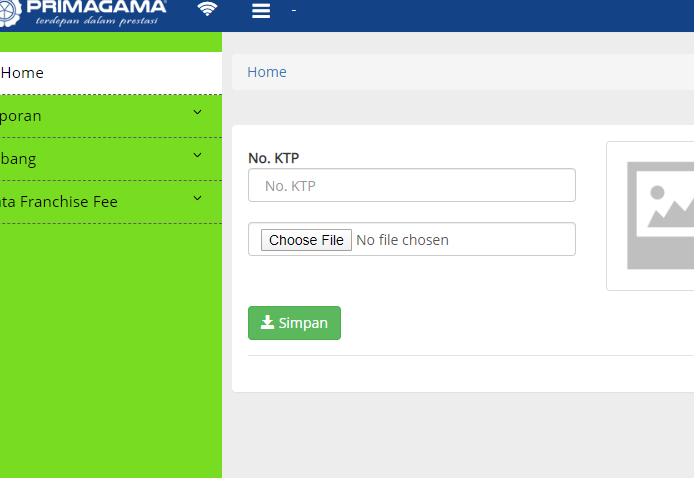 PRIMAGAMA
terdepan dalam prestasi
-
Home
Home
poran
bang
ta Franchise Fee
No. KTP
No. KTP
Choose File No file chosen
Simpan